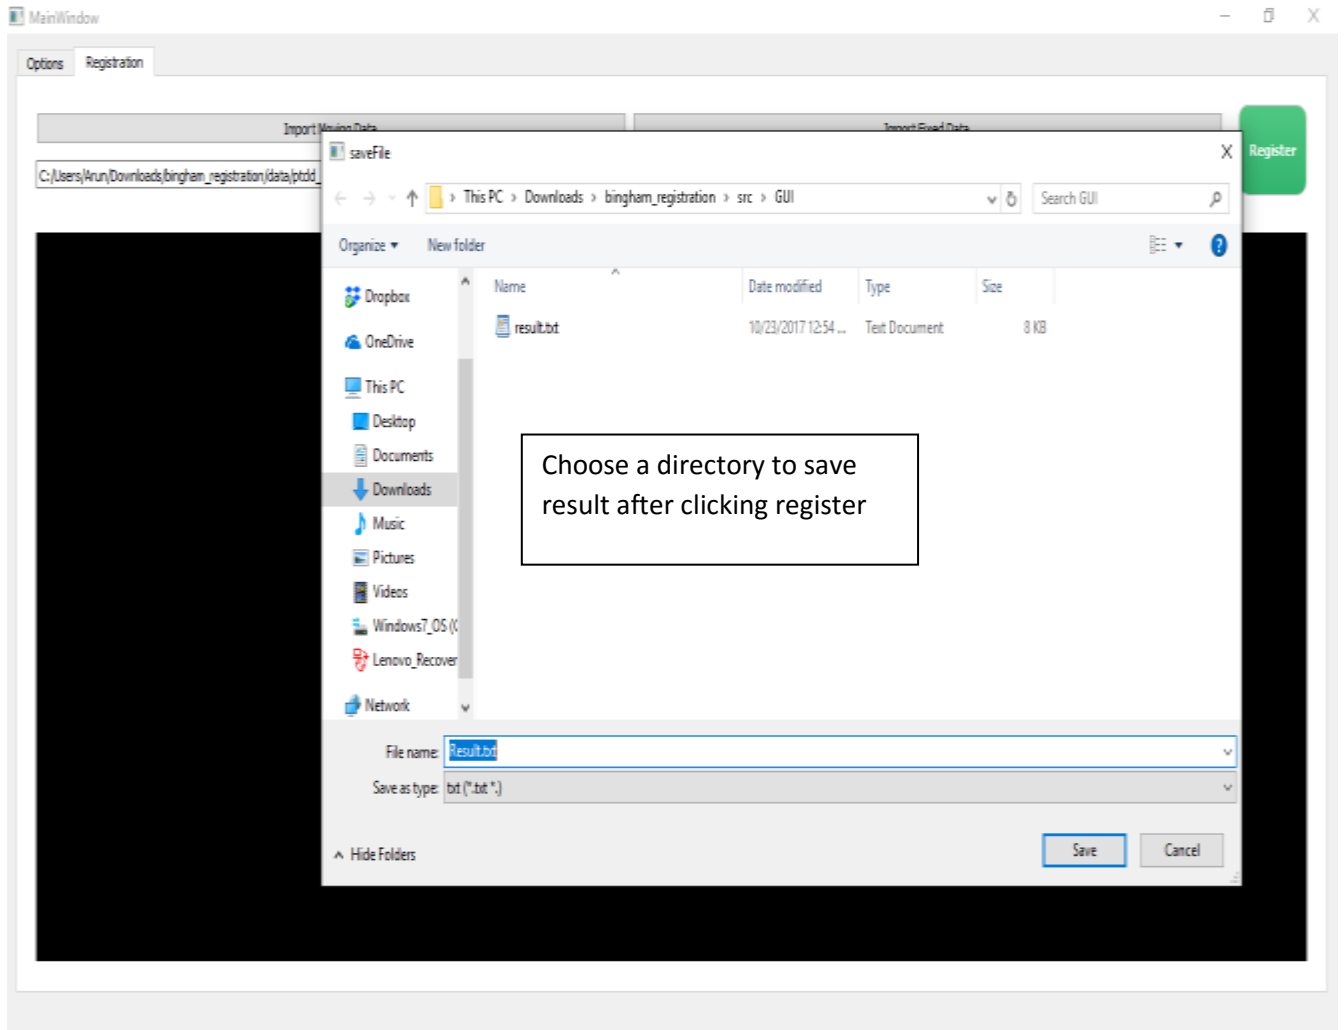 MainWindow
Options Registration
Import Moving Data Import Fixed Data
Register
C:/Users/Arun/Downloads/bingham_registration/data/ptdd_
saveFile
This PC > Downloads > bingham_registration > src > GUI
Search GUI
Organize New folder
Name Date modified Type Size
result.txt 10/23/2017 12:54 ... Text Document 8 KB
Dropbox
OneDrive
This PC
Desktop
Documents
Downloads
Music
Pictures
Videos
Windows7_OS (C
Lenovo_Recover
Network
Choose a directory to save
result after clicking register
File name: Result.txt
Save as type: txt (*.txt *.)
Hide Folders
Save Cancel